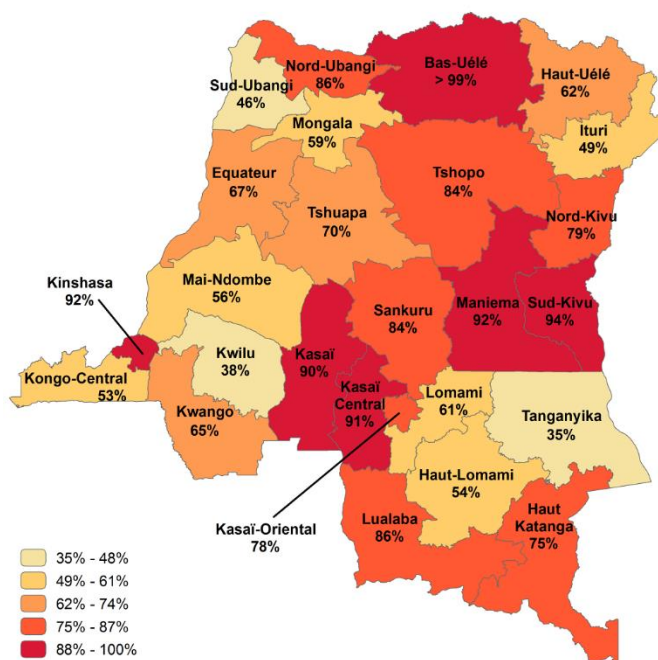 Nord-Ubangi
86%
Bas-Uélé
> 99%
Haut-Uélé
62%
Sud-Ubangi
46%
Mongala
59%
Ituri
49%
Equateur
67%
Tshopo
84%
Tshuapa
70%
Nord-Kivu
79%
Kinshasa
92%
Mai-Ndombe
56%
Sankuru
84%
Maniema
92%
Sud-Kivu
94%
Kwilu
38%
Kasaï
90%
Kongo-Central
53%
Kasaï
Central
91%
Lomami
61%
Tanganyika
35%
Kwango
65%
Haut-Lomami
54%
Kasaï-Oriental
78%
Lualaba
86%
Haut
Katanga
75%
35% - 48%
49% - 61%
62% - 74%
75% - 87%
88% - 100%